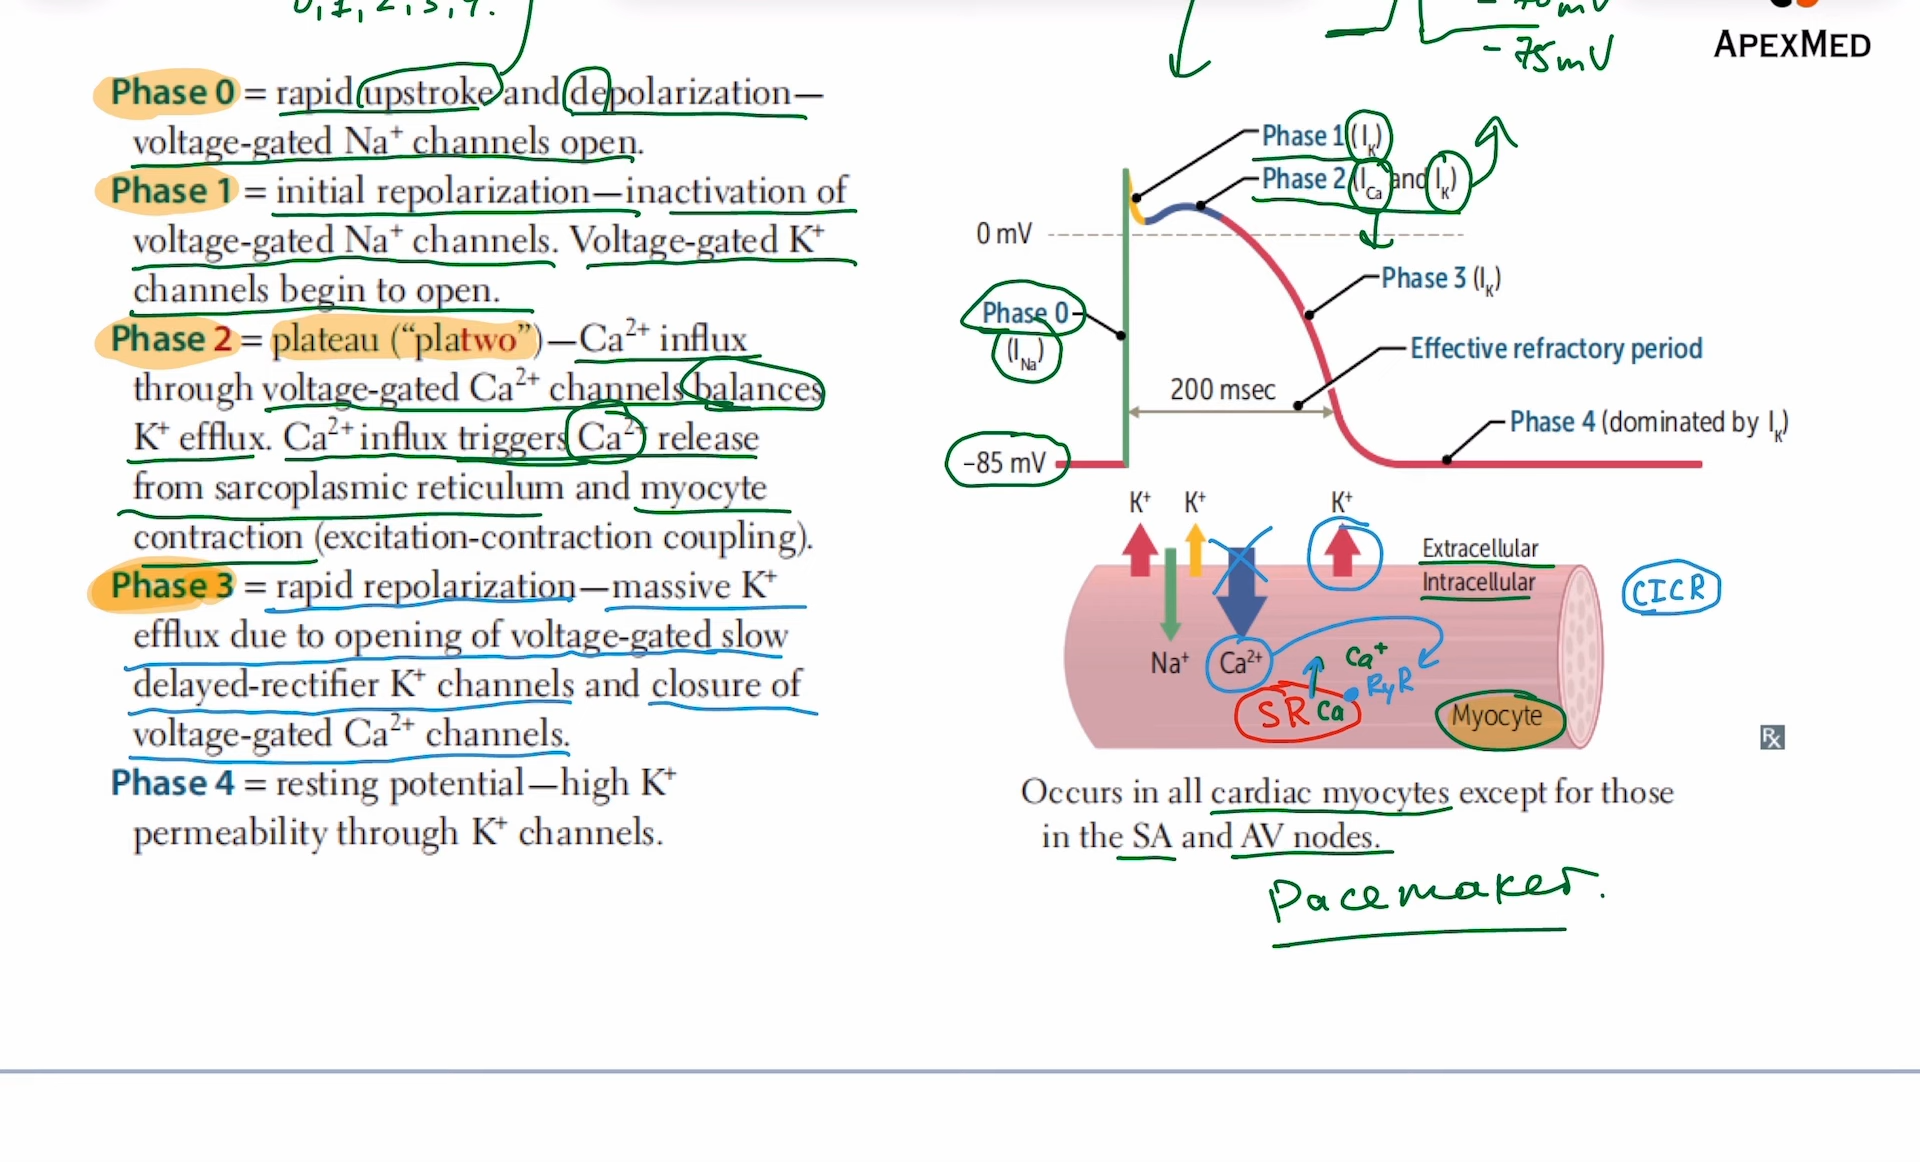 0, 1, 2, 3, 4.
-75mV
APEXMED
Phase 0 = rapid upstroke and depolarization—
voltage-gated Na⁺ channels open.
Phase 1 = initial repolarization—inactivation of
voltage-gated Na⁺ channels. Voltage-gated K⁺
channels begin to open.
Phase 2 = plateau (“platwo”)—Ca²⁺ influx
through voltage-gated Ca²⁺ channels balances
K⁺ efflux. Ca²⁺ influx triggers Ca²⁺ release
from sarcoplasmic reticulum and myocyte
contraction (excitation-contraction coupling).
Phase 3 = rapid repolarization—massive K⁺
efflux due to opening of voltage-gated slow
delayed-rectifier K⁺ channels and closure of
voltage-gated Ca²⁺ channels.
Phase 4 = resting potential—high K⁺
permeability through K⁺ channels.
Phase 1 (I_K)
Phase 2 (I_Ca and I_K)
0 mV
Phase 3 (I_K)
Phase 0
(I_Na)
Effective refractory period
200 msec
Phase 4 (dominated by I_K)
-85 mV
K⁺ K⁺ K⁺
Extracellular
Intracellular
CICR
Na⁺ Ca²⁺ Ca⁺
RyR
SR Ca
Myocyte
Rx
Occurs in all cardiac myocytes except for those
in the SA and AV nodes.
Pacemaker.